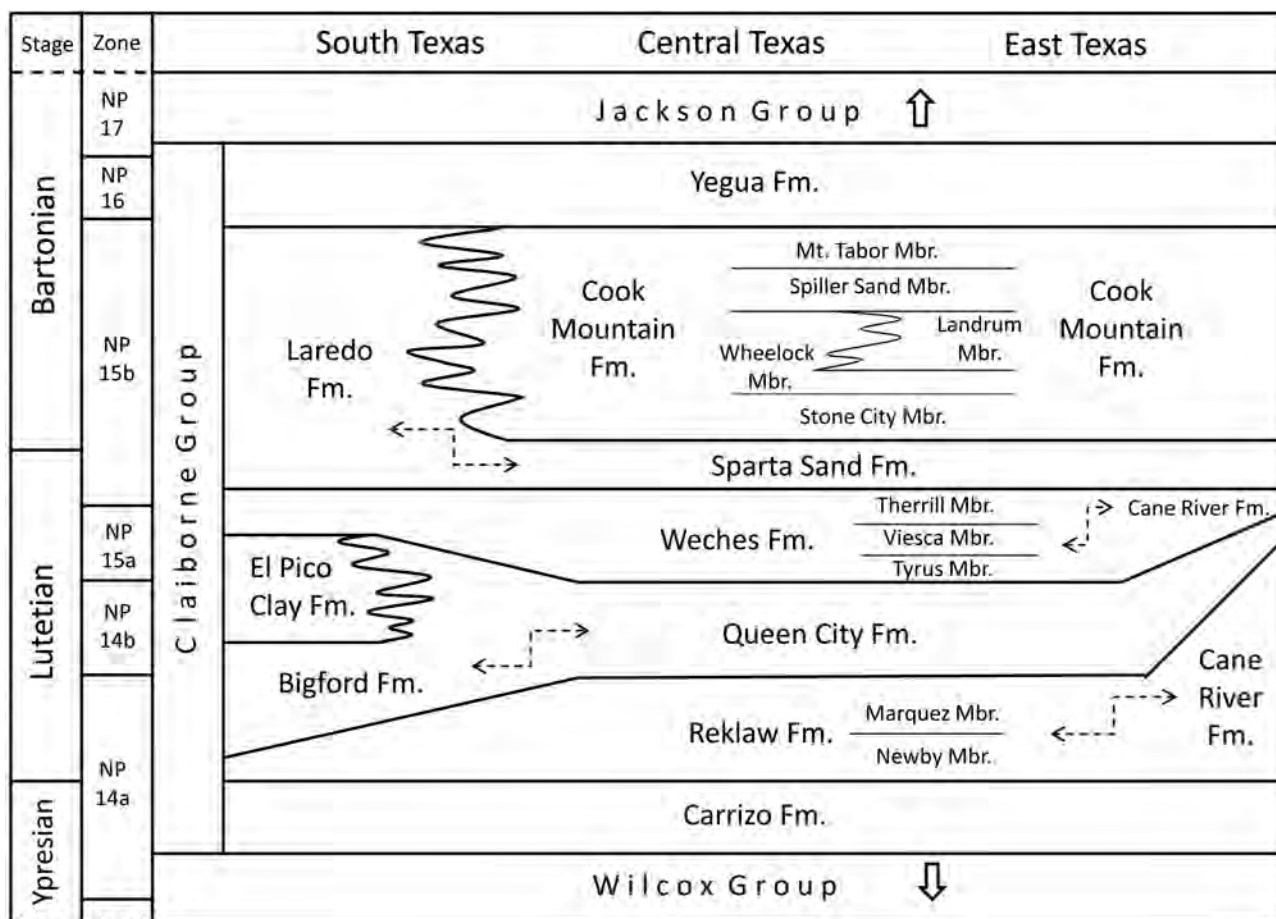 Stage Zone South Texas Central Texas East Texas
NP
17
Jackson Group
NP
16
Yegua Fm.
Bartonian
NP
15b
Laredo
Fm.
Cook
Mountain
Fm.
Mt. Tabor Mbr.
Spiller Sand Mbr.
Landrum
Mbr.
Wheelock
Mbr.
Stone City Mbr.
Cook
Mountain
Fm.
Claiborne Group
Sparta Sand Fm.
Lutetian
NP
15a
Weches Fm.
Therrill Mbr.
Viesca Mbr.
Tyrus Mbr.
Cane River Fm.
El Pico
Clay Fm.
NP
14b
Queen City Fm.
Bigford Fm.
Cane
River
Fm.
Reklaw Fm.
Marquez Mbr.
Newby Mbr.
NP
14a
Carrizo Fm.
Ypresian
Wilcox Group